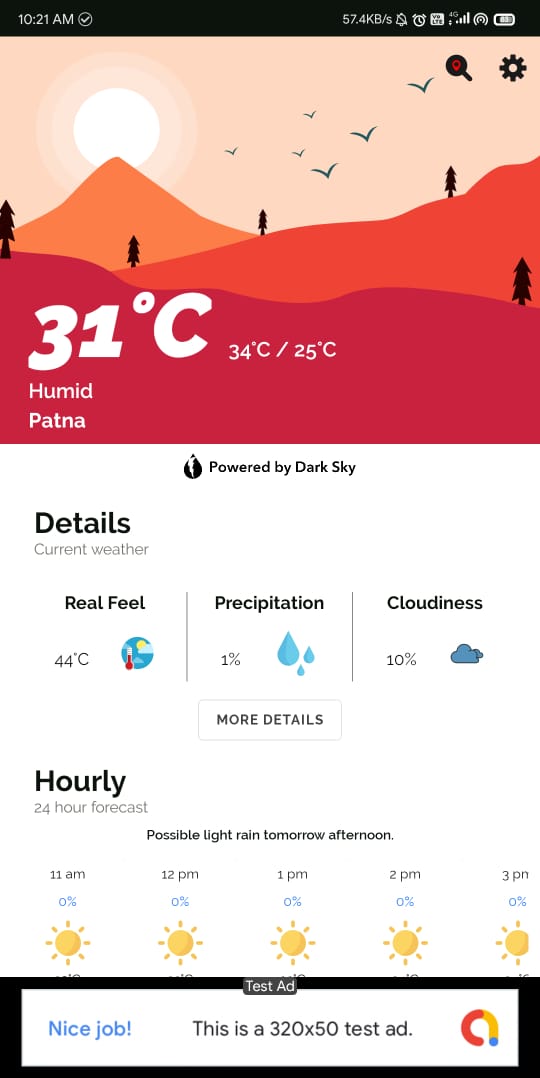 10:21 AM
57.4KB/s
4G
31°C
34°C / 25°C
Humid
Patna
Powered by Dark Sky
Details
Current weather
Real Feel
Precipitation
Cloudiness
44°C
1%
10%
MORE DETAILS
Hourly
24 hour forecast
Possible light rain tomorrow afternoon.
11 am 12 pm 1 pm 2 pm 3 pm
0% 0% 0% 0% 0%
Test Ad
Nice job! This is a 320x50 test ad.